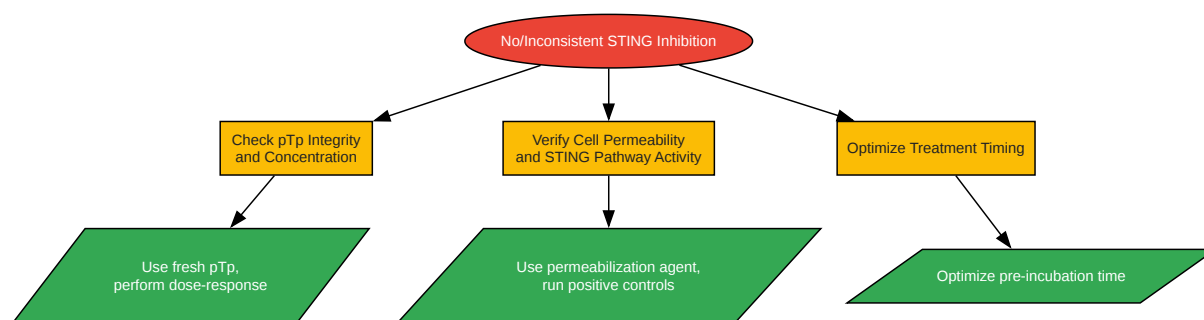 No/Inconsistent STING Inhibition
Check pTp Integrity
and Concentration
Verify Cell Permeability
and STING Pathway Activity
Optimize Treatment Timing
Use fresh pTp,
perform dose-response
Use permeabilization agent,
run positive controls
Optimize pre-incubation time